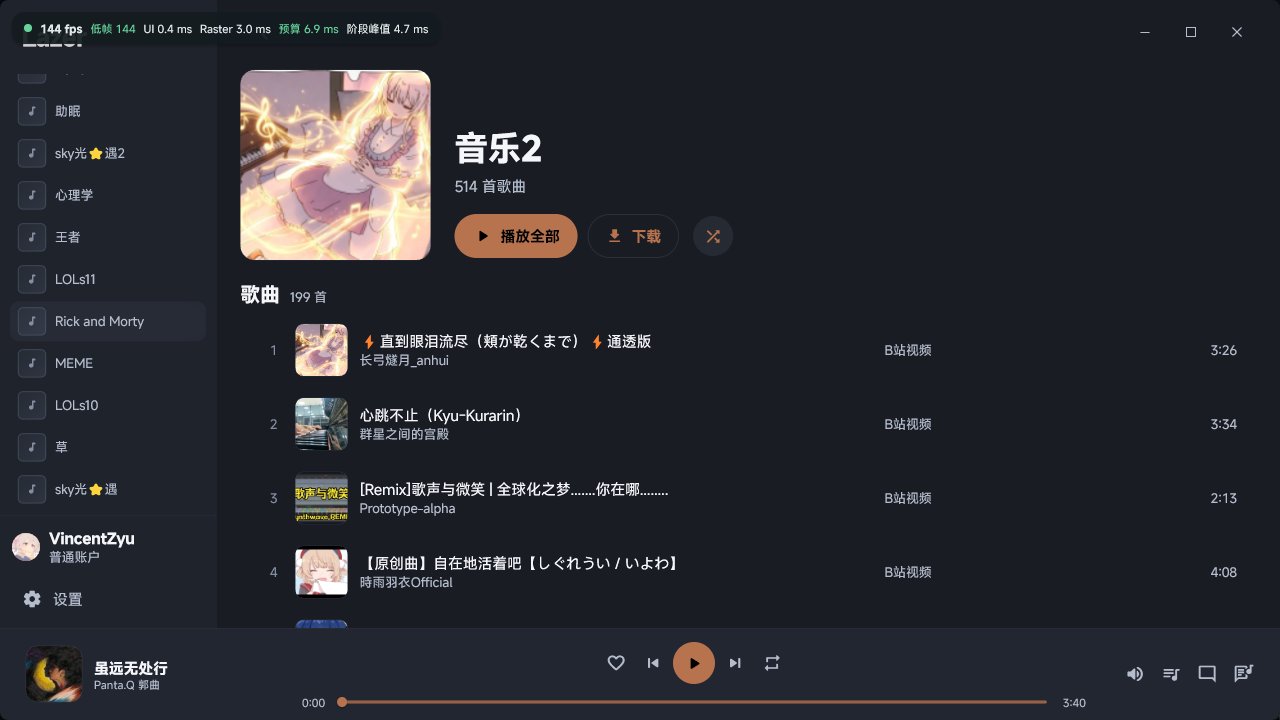 144 fps 低帧 144 UI 0.4 ms Raster 3.0 ms 预算 6.9 ms 阶段峰值 4.7 ms
助眠
sky光⭐遇2
心理学
王者
LOLs11
Rick and Morty
MEME
LOLs10
草
sky光⭐遇
VincentZyu
普通账户
设置
音乐2
514 首歌曲
播放全部
下载
歌曲 199 首
1
⚡直到眼泪流尽（頬が乾くまで）⚡通透版
长弓燧月_anhui
B站视频
3:26
2
心跳不止（Kyu-Kurarin）
群星之间的宫殿
B站视频
3:34
3
歌声与微笑
[Remix]歌声与微笑 | 全球化之梦.......你在哪........
Prototype-alpha
B站视频
2:13
4
【原创曲】自在地活着吧【しぐれうい / いよわ】
時雨羽衣Official
B站视频
4:08
虽远无处行
Panta.Q 郭曲
0:00
3:40